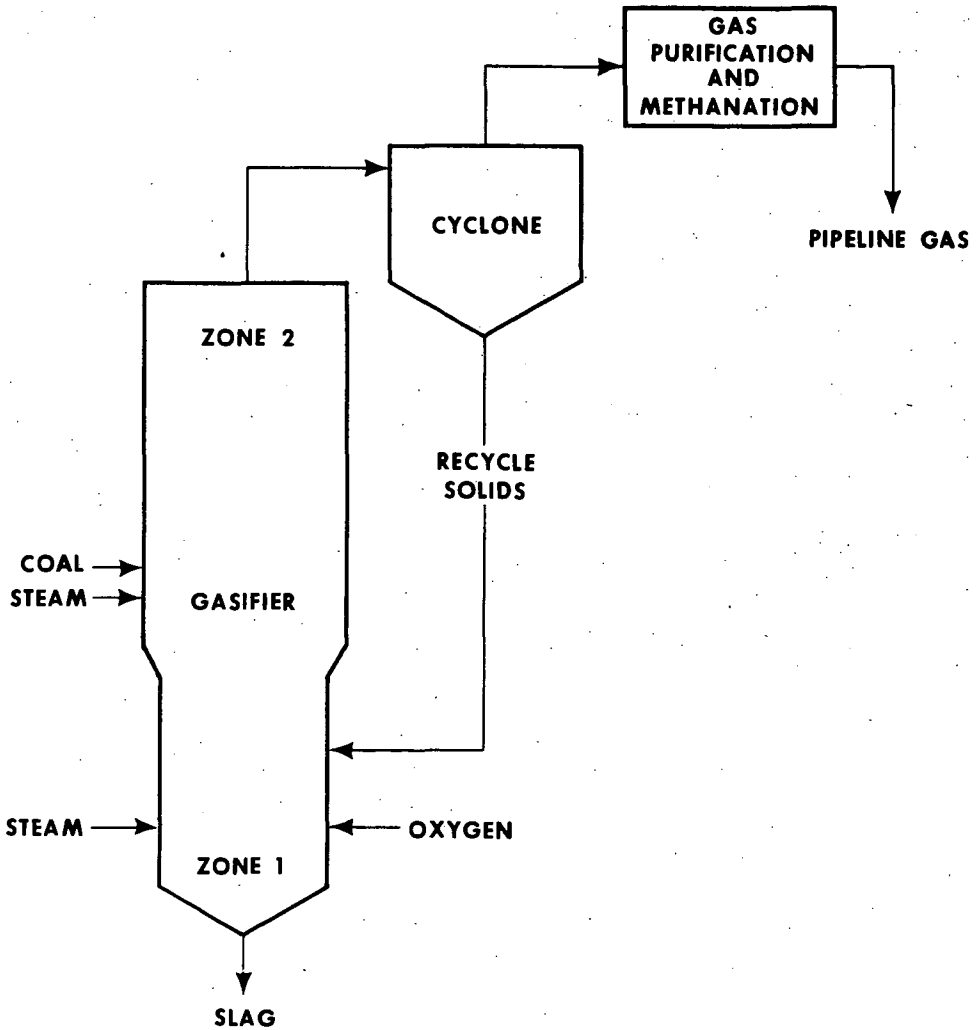 GAS
PURIFICATION
AND
METHANATION
CYCLONE
PIPELINE GAS
ZONE 2
RECYCLE
SOLIDS
COAL
STEAM
GASIFIER
STEAM
OXYGEN
ZONE 1
SLAG